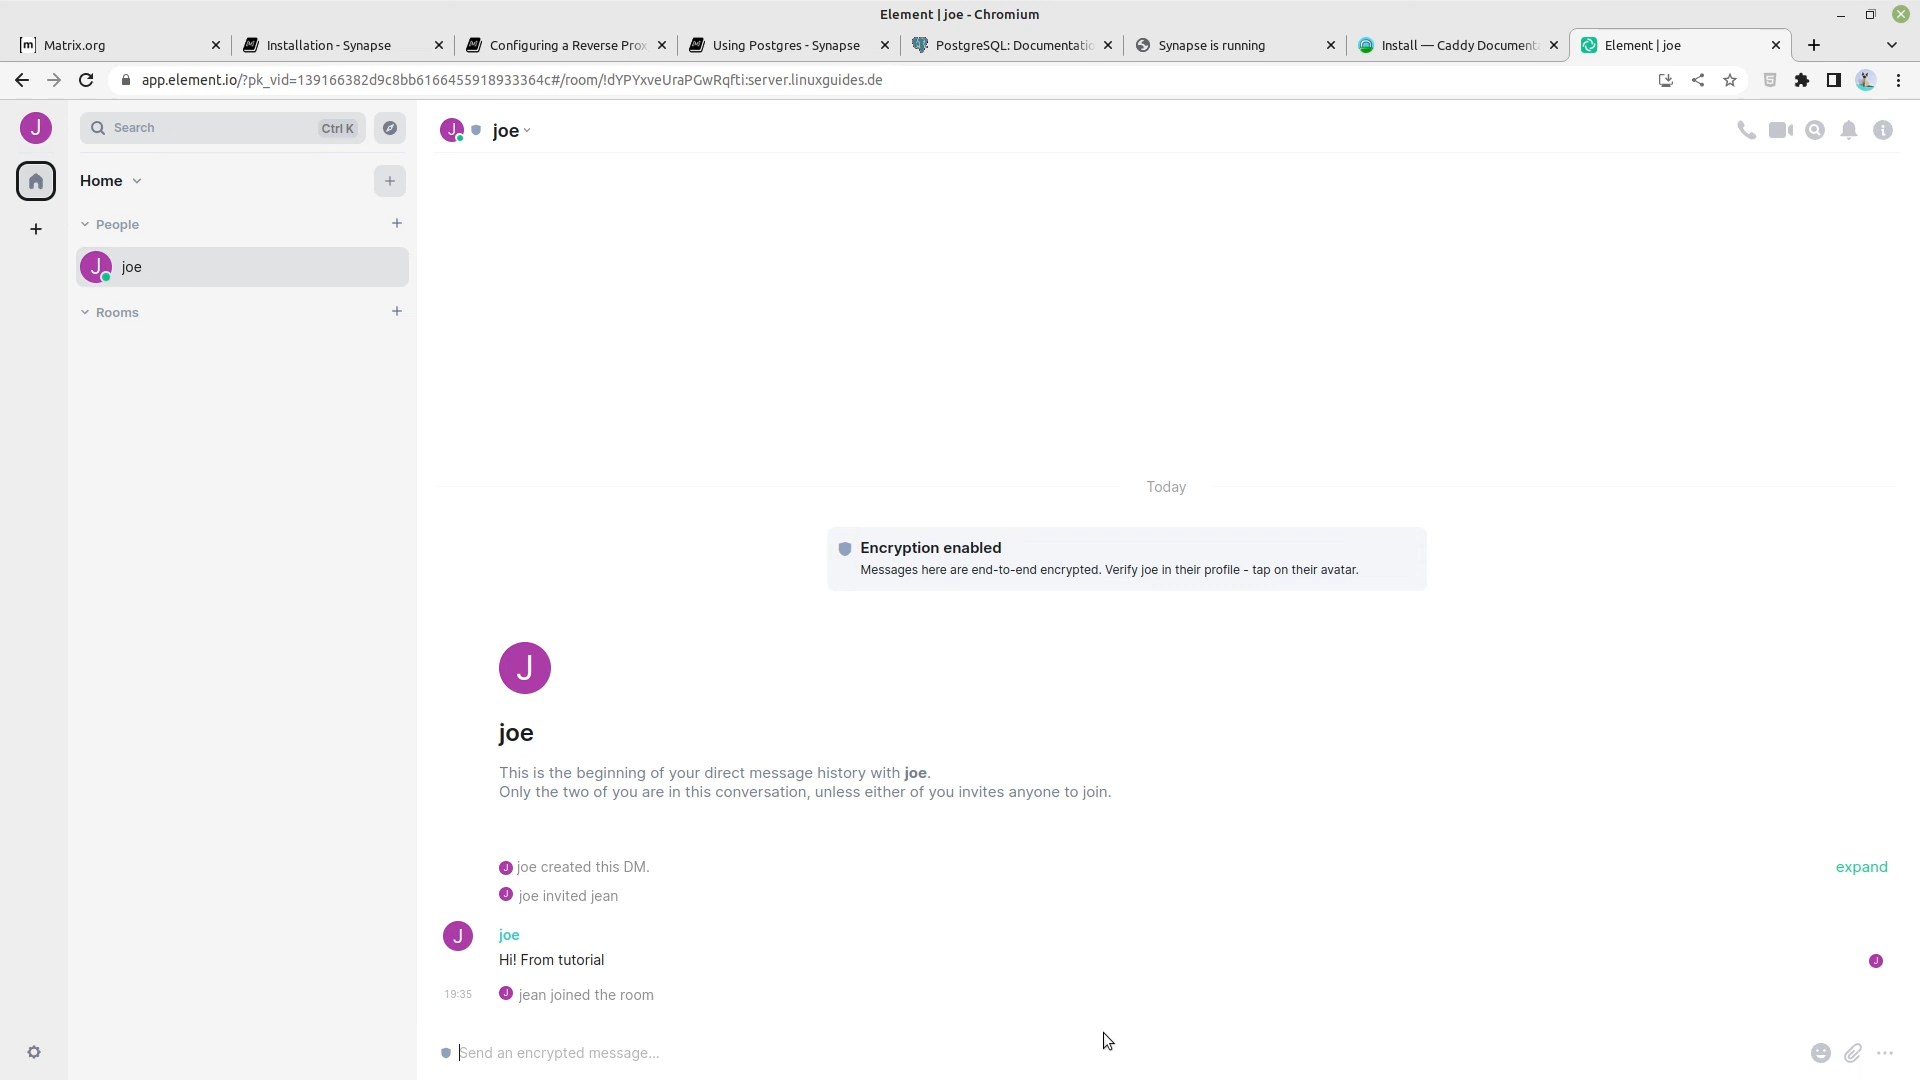 Element | joe - Chromium
[m] Matrix.org
Installation - Synapse
Configuring a Reverse Prox
Using Postgres - Synapse
PostgreSQL: Documentatio
Synapse is running
Install — Caddy Document
Element | joe
app.element.io/?pk_vid=139166382d9c8bb6166455918933364c#/room/!dYPYxveUraPGwRqfti:server.linuxguides.de
J
Search
Ctrl K
J
joe
Home
People
J
joe
Rooms
Today
Encryption enabled
Messages here are end-to-end encrypted. Verify joe in their profile - tap on their avatar.
J
joe
This is the beginning of your direct message history with joe.
Only the two of you are in this conversation, unless either of you invites anyone to join.
J joe created this DM.
expand
J joe invited jean
J
joe
Hi! From tutorial
J
19:35
J jean joined the room
Send an encrypted message...